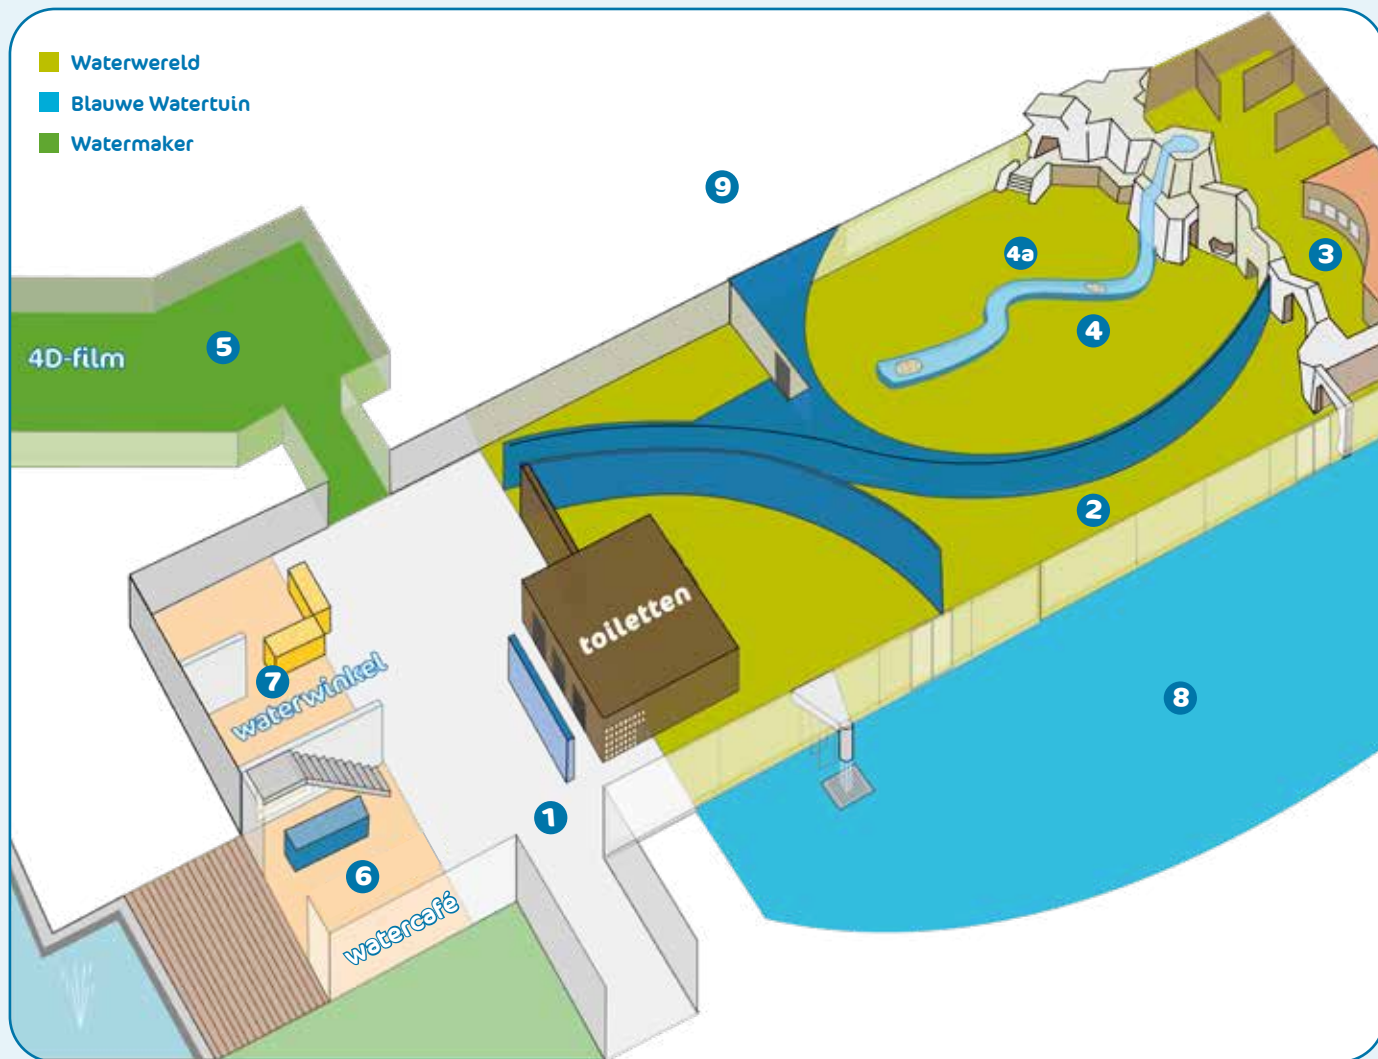 Waterwereld
Blauwe Watertuin
Watermaker
9
4a
3
4
5
4D-film
2
toiletten
7
waterwinkel
8
1
6
watercafé